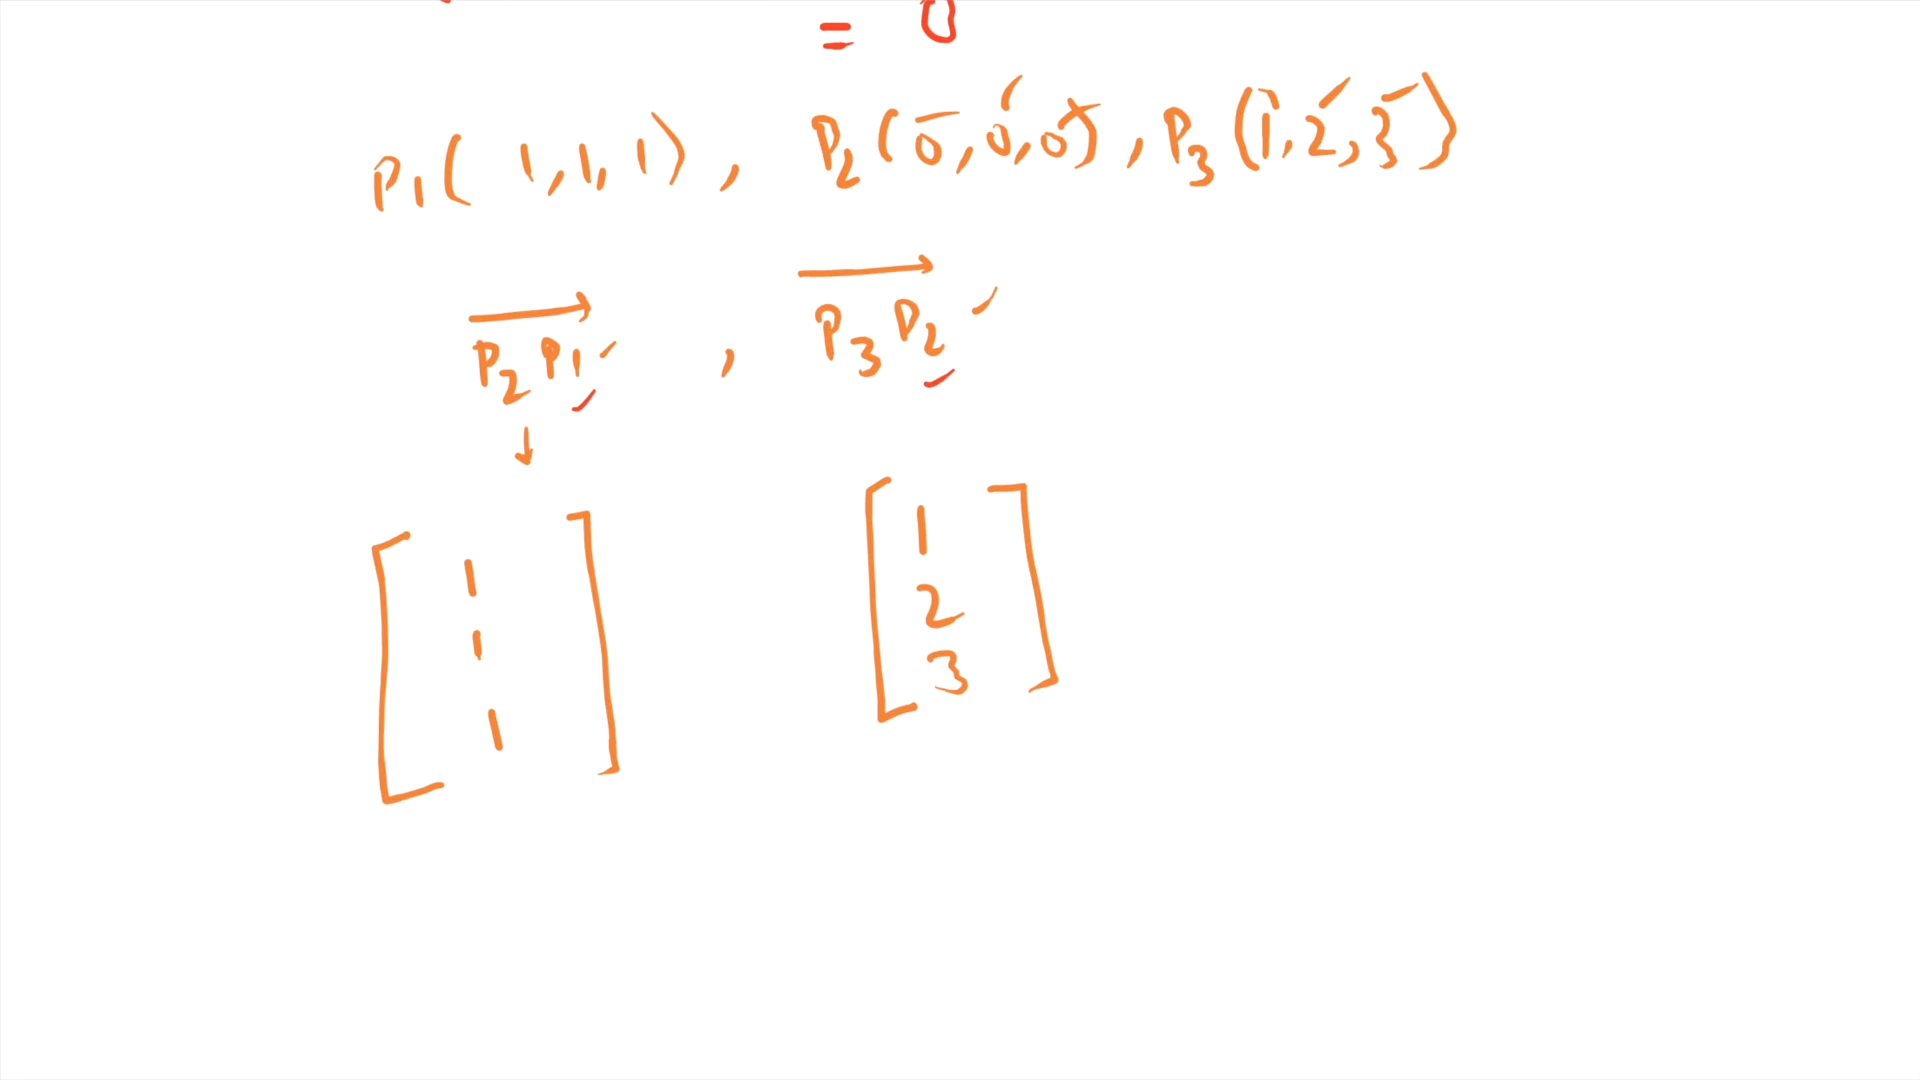 = 0
P₁( 1, 1, 1 ) , P₂( 0, 0, 0 ) , P₃( 1, 2, 3 )
P₂P₁ , P₃P₂
↓
[ 1 1 1 ] [ 1 2 3 ]